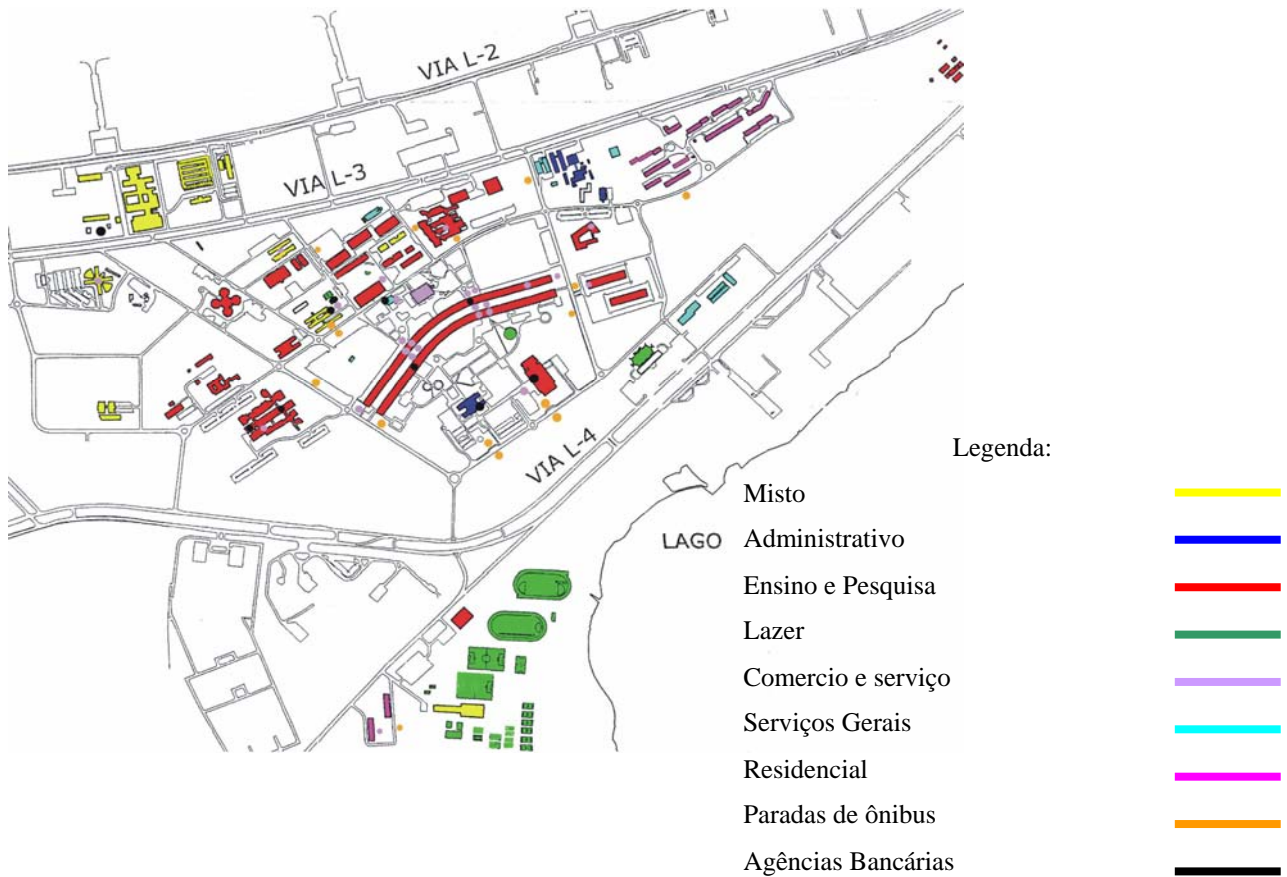 VIA L-2
VIA L-3
VIA L-4
LAGO
Legenda:
Misto
Administrativo
Ensino e Pesquisa
Lazer
Comercio e serviço
Serviços Gerais
Residencial
Paradas de ônibus
Agências Bancárias